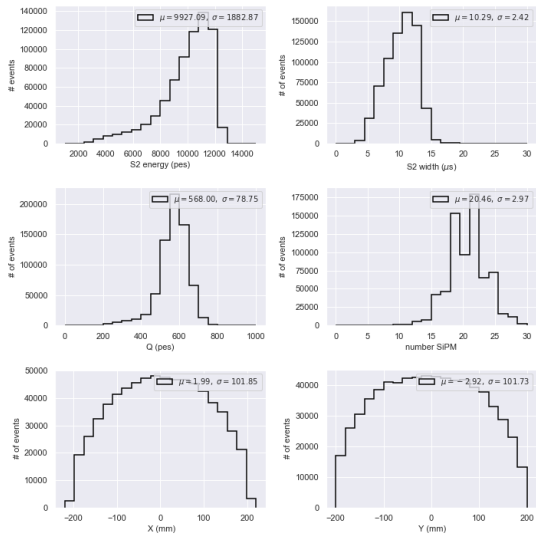 μ = 9927.09, σ = 1882.87
140000
120000
100000
80000
60000
40000
20000
0
# of events
2000 4000 6000 8000 10000 12000 14000
S2 energy (pes)
μ = 10.29, σ = 2.42
150000
125000
100000
75000
50000
25000
0
# of events
0 5 10 15 20 25 30
S2 width (μs)
μ = 568.00, σ = 78.75
200000
150000
100000
50000
0
# of events
0 200 400 600 800 1000
Q (pes)
μ = 20.46, σ = 2.97
175000
150000
125000
100000
75000
50000
25000
0
# of events
0 5 10 15 20 25 30
number SiPM
μ = 1.99, σ = 101.85
50000
40000
30000
20000
10000
0
# of events
−200 −100 0 100 200
X (mm)
μ = −2.92, σ = 101.73
40000
30000
20000
10000
0
# of events
−200 −100 0 100 200
Y (mm)